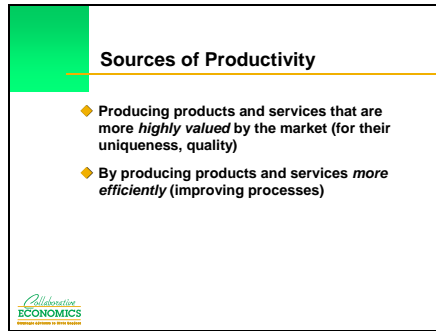 Sources of Productivity
Producing products and services that are
more highly valued by the market (for their
uniqueness, quality)
By producing products and services more
efficiently (improving processes)
Collaborative
ECONOMICS